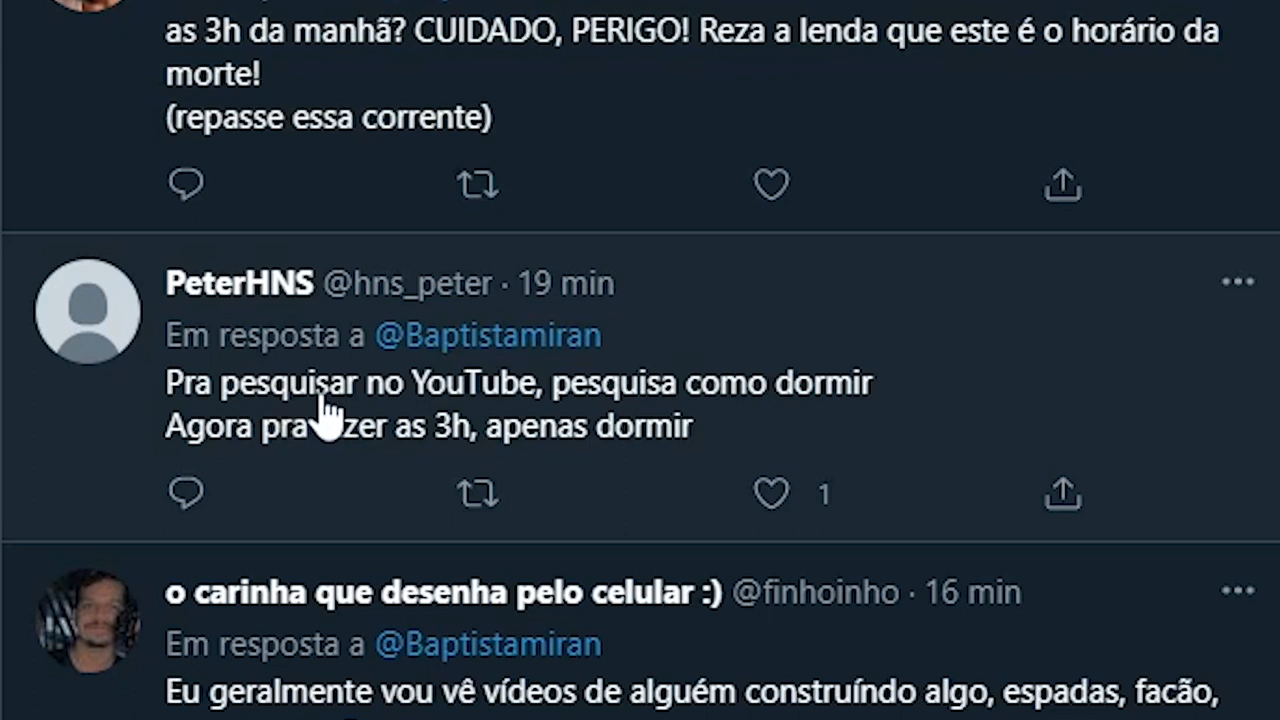 as 3h da manhã? CUIDADO, PERIGO! Reza a lenda que este é o horário da
morte!
(repasse essa corrente)
PeterHNS @hns_peter · 19 min
Em resposta a @Baptistamiran
Pra pesquisar no YouTube, pesquisa como dormir
Agora pra zer as 3h, apenas dormir
1
o carinha que desenha pelo celular :) @finhoinho · 16 min
Em resposta a @Baptistamiran
Eu geralmente vou vê vídeos de alguém construíndo algo, espadas, facão,